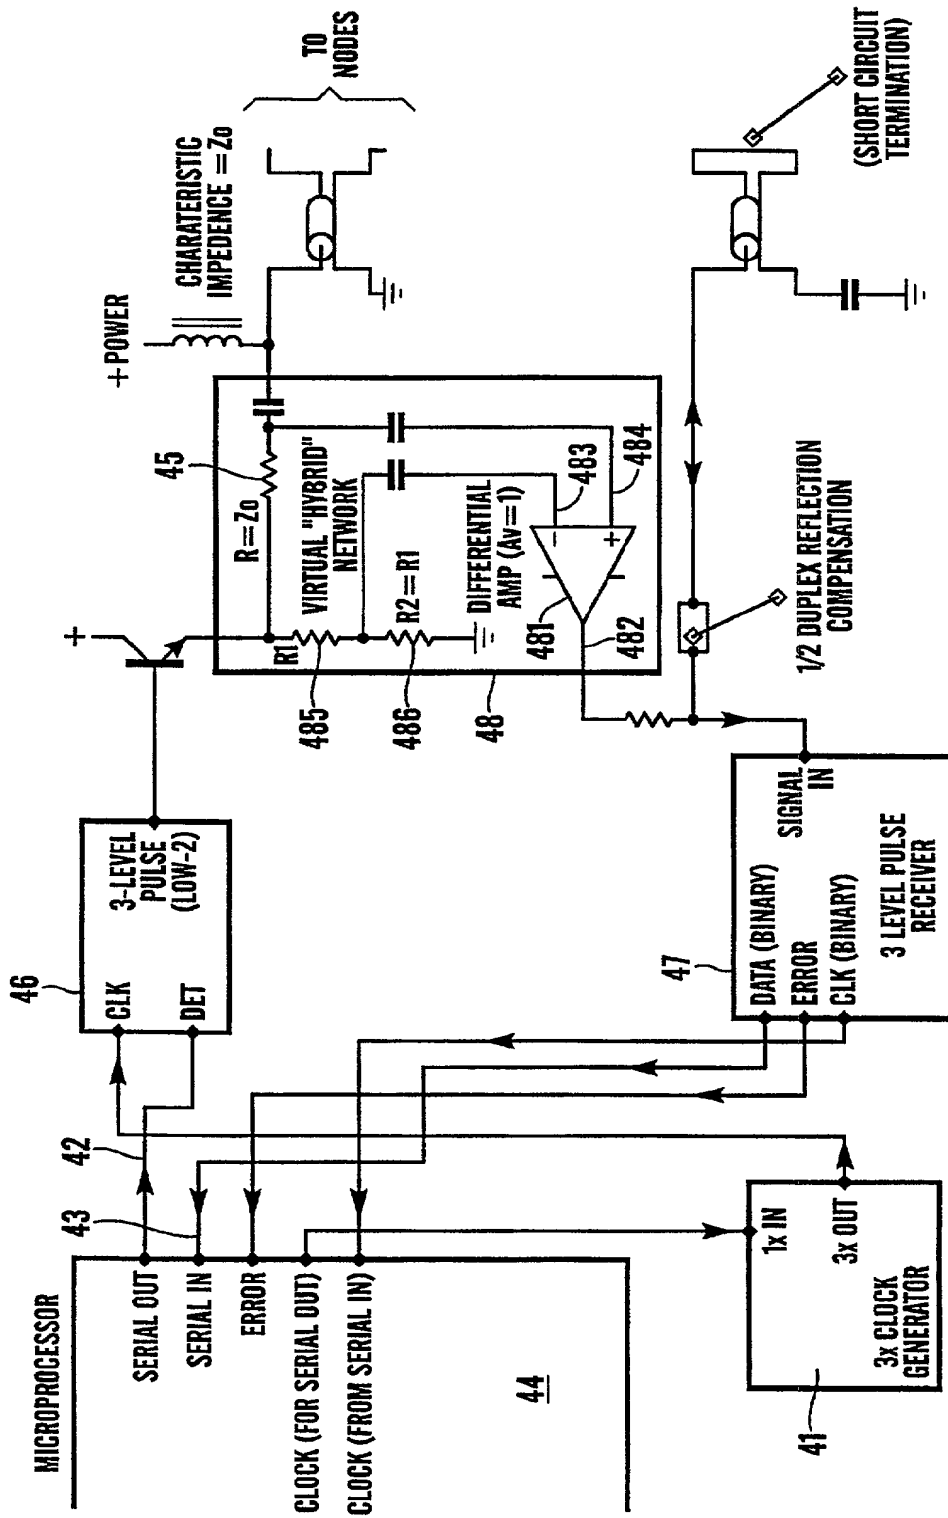 MICROPROCESSOR
SERIAL OUT
SERIAL IN
ERROR
CLOCK (FOR SERIAL OUT)
CLOCK (FROM SERIAL IN)
44
43
42
46
CLK
DET
3-LEVEL
PULSE
(LOW-2)
41
1x IN
3x OUT
3x CLOCK
GENERATOR
47
DATA (BINARY)
ERROR
CLK (BINARY)
SIGNAL
IN
3 LEVEL PULSE
RECEIVER
+
R1
485
486
48
R=Zo
45
VIRTUAL "HYBRID"
NETWORK
R2=R1
DIFFERENTIAL
AMP (Av=1)
481
482
483
484
-
+
+POWER
CHARATERISTIC
IMPEDENCE =Zo
TO
NODES
1/2 DUPLEX REFLECTION
COMPENSATION
(SHORT CIRCUIT
TERMINATION)